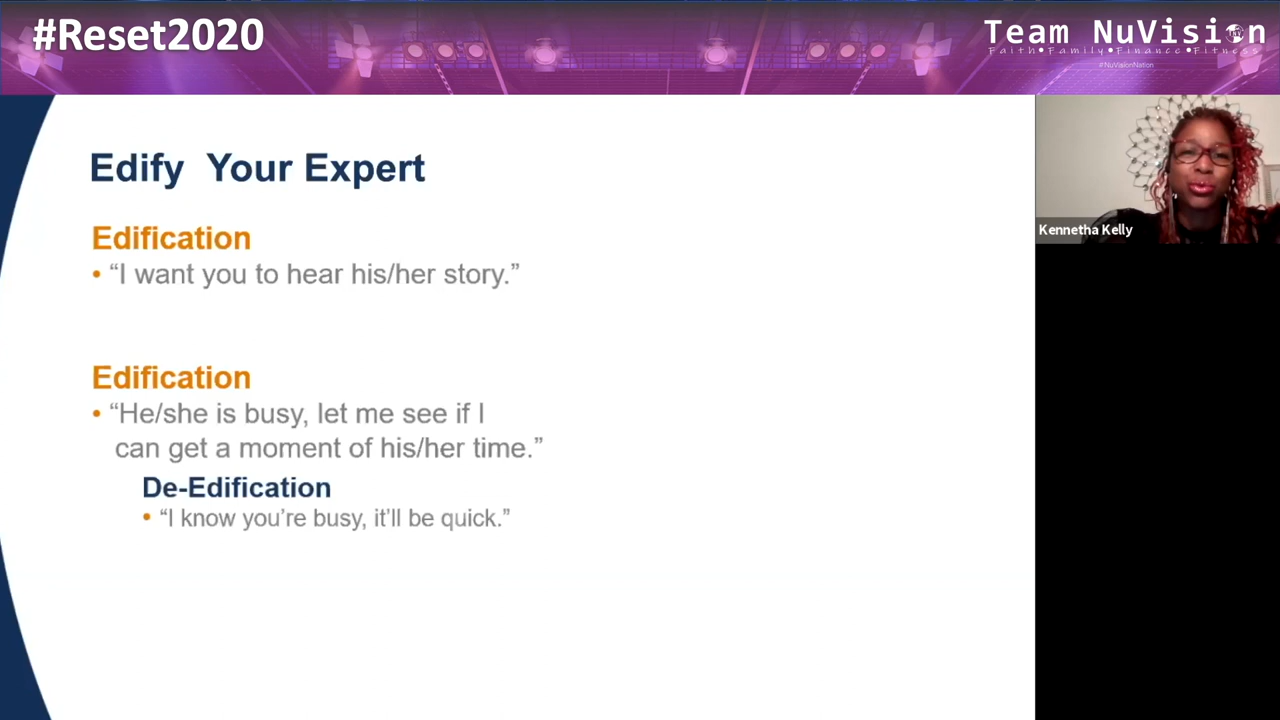 #Reset2020
Team NuVision
Faith•Family•Finance•Fitness
#NuVisionNation
Edify  Your Expert
Edification
• “I want you to hear his/her story.”
Edification
• “He/she is busy, let me see if I
can get a moment of his/her time.”
De-Edification
• “I know you’re busy, it’ll be quick.”
Kennetha Kelly